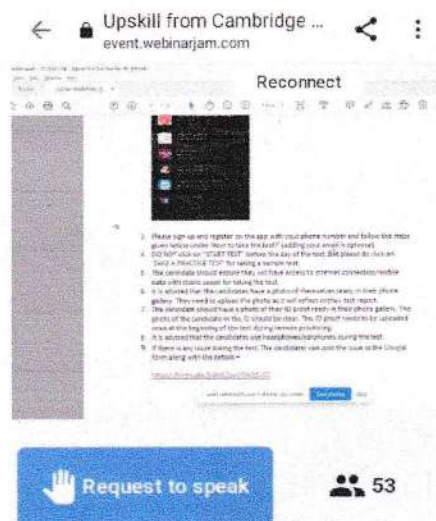 Upskill from Cambridge ...
event.webinarjam.com
Reconnect
Please sign up and register on the app with your phone number and follow the steps
given below under 'How to take the test?' (adding your email is optional)
DO NOT click on "START TEST" before the day of the test. But please do click on
"TAKE A PRACTICE TEST" for taking a sample test.
The candidate should ensure they will have access to internet connection/mobile
data with stable speed for taking the test.
It is advised that the candidates have a photo of themselves ready in their phone
gallery. They need to upload the photo as it will reflect on their test report.
7. The candidate should have a photo of their ID proof ready in their phone gallery. The
photo of the candidate in the ID should be clear. This ID proof needs to be uploaded
once at the beginning of the test during remote proctoring.
8. It is advised that the candidates use headphones/earphones during the test.
9. If there is any issue during the test. The candidates can post the issue to the Google
form along with the details –
Stop sharing
Request to speak
53